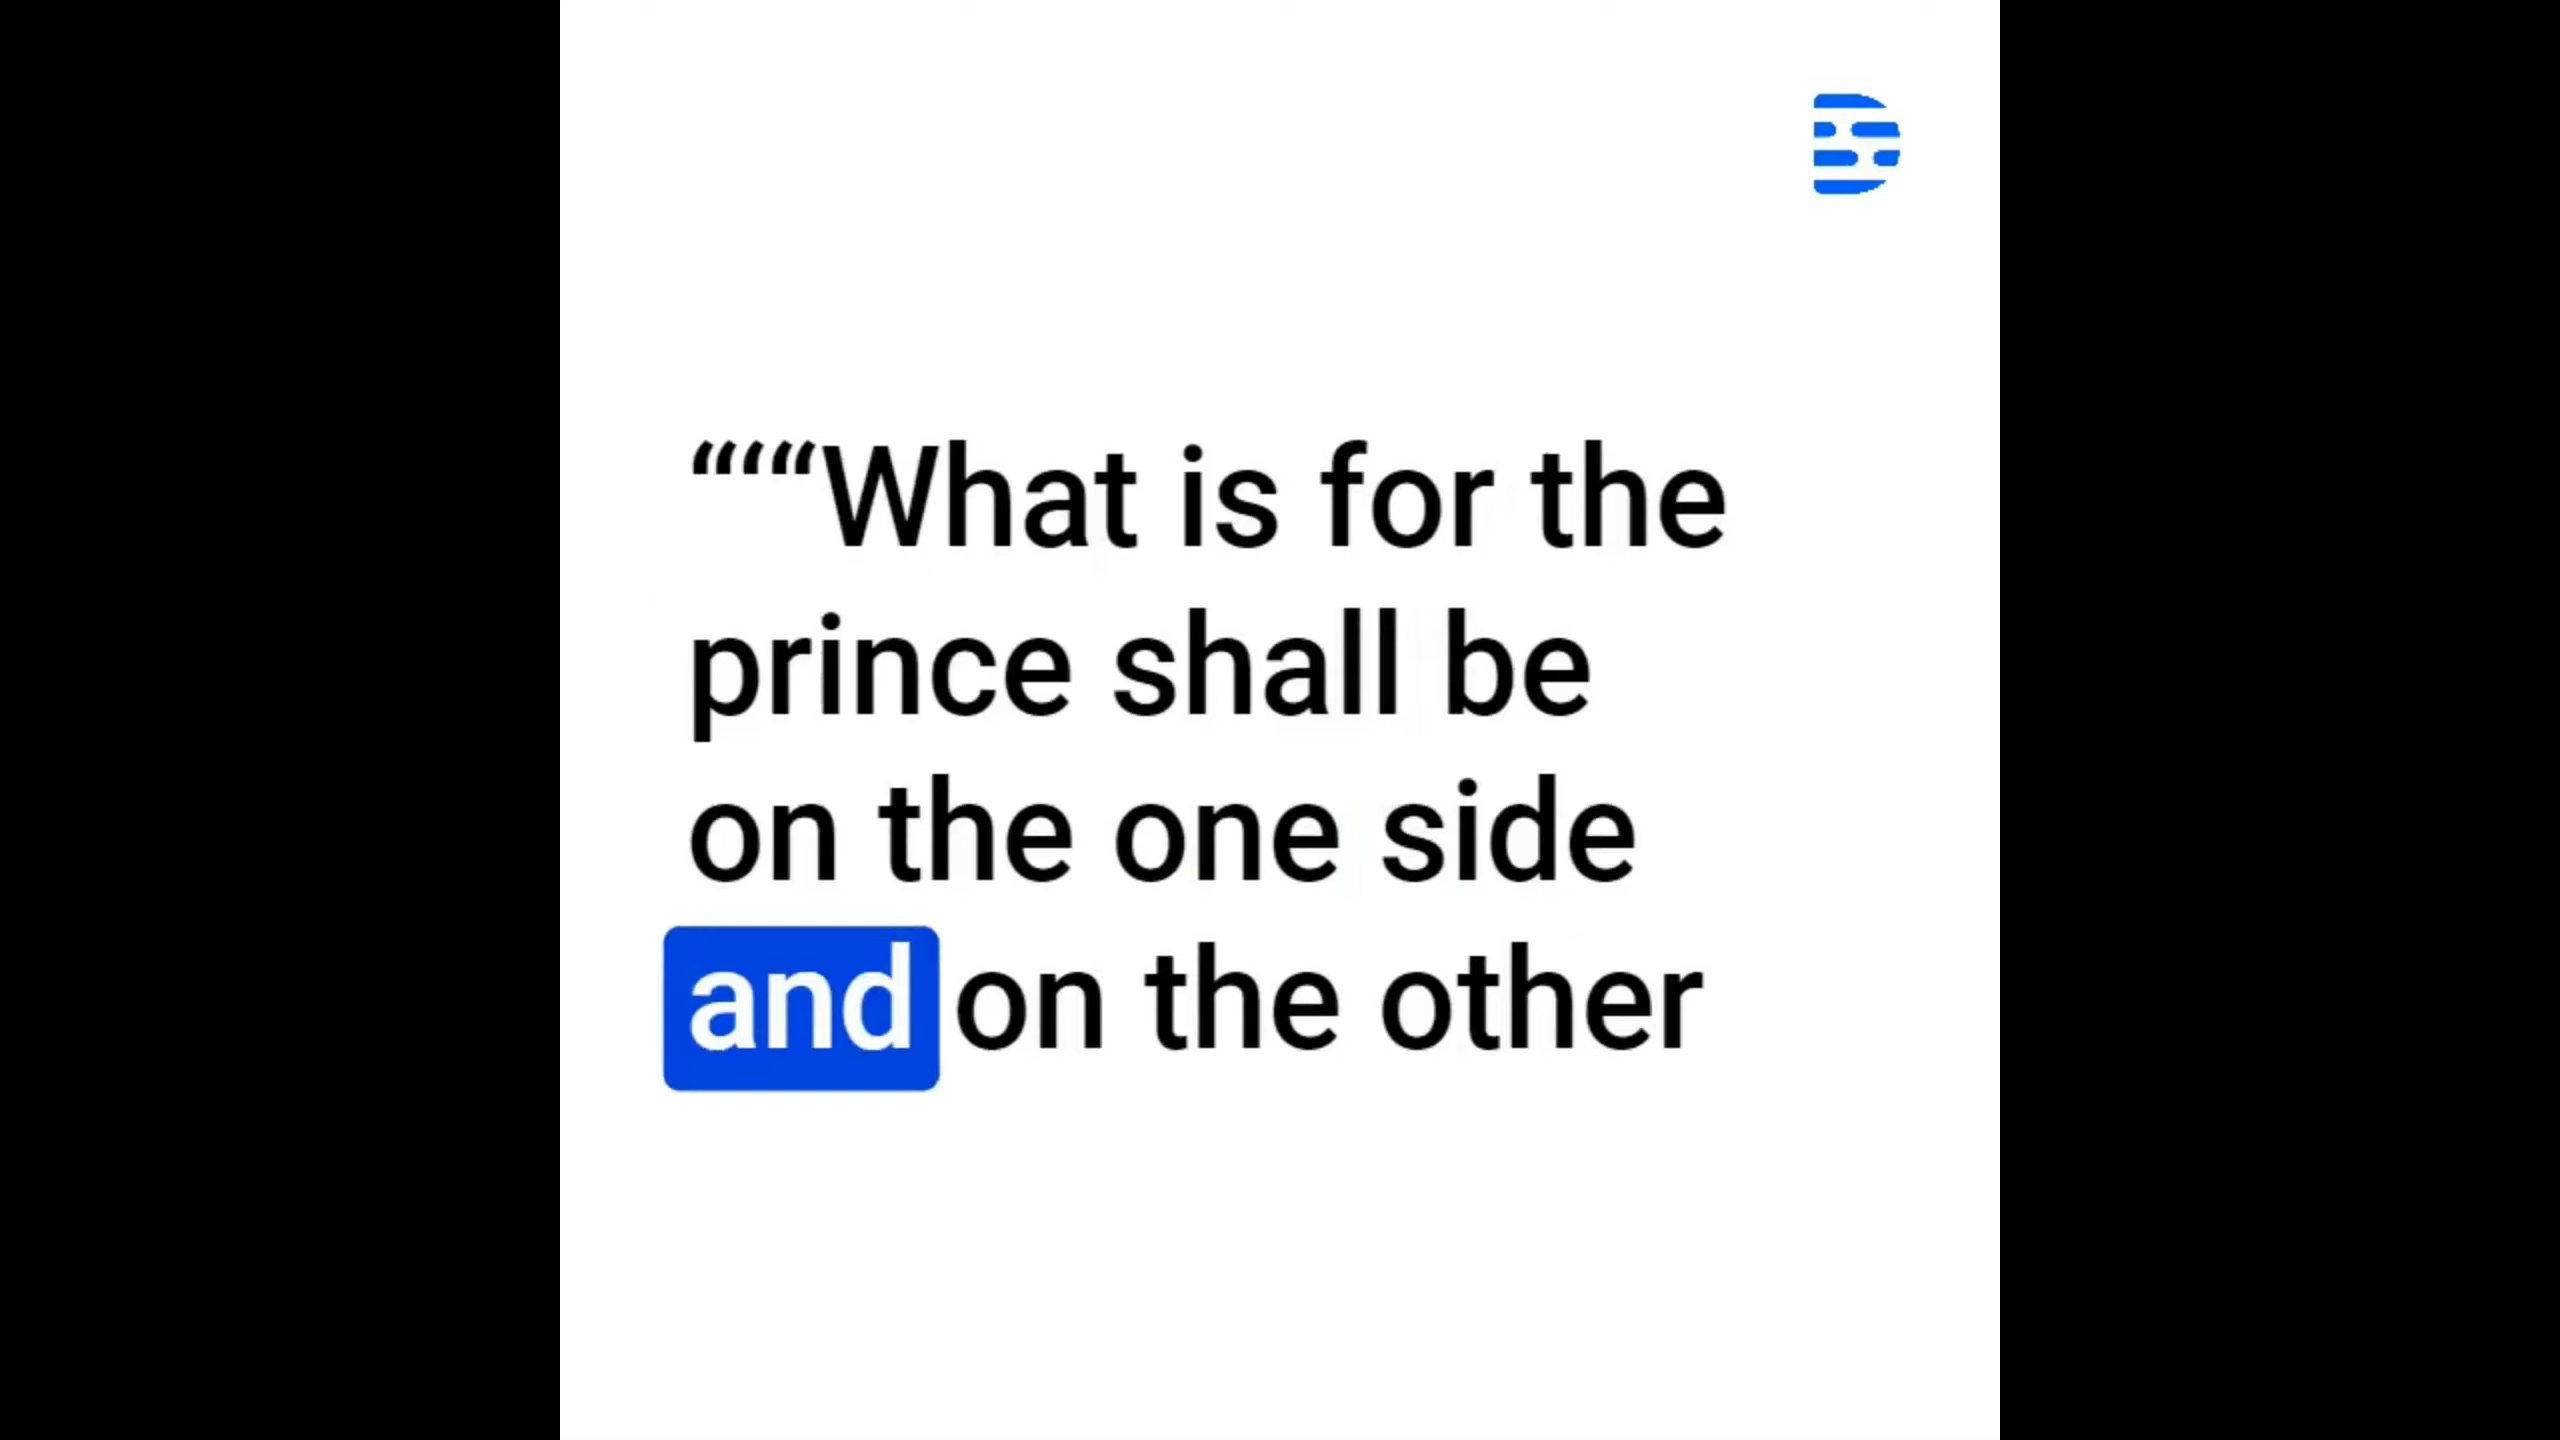 “‘“What is for the
prince shall be
on the one side
and on the other